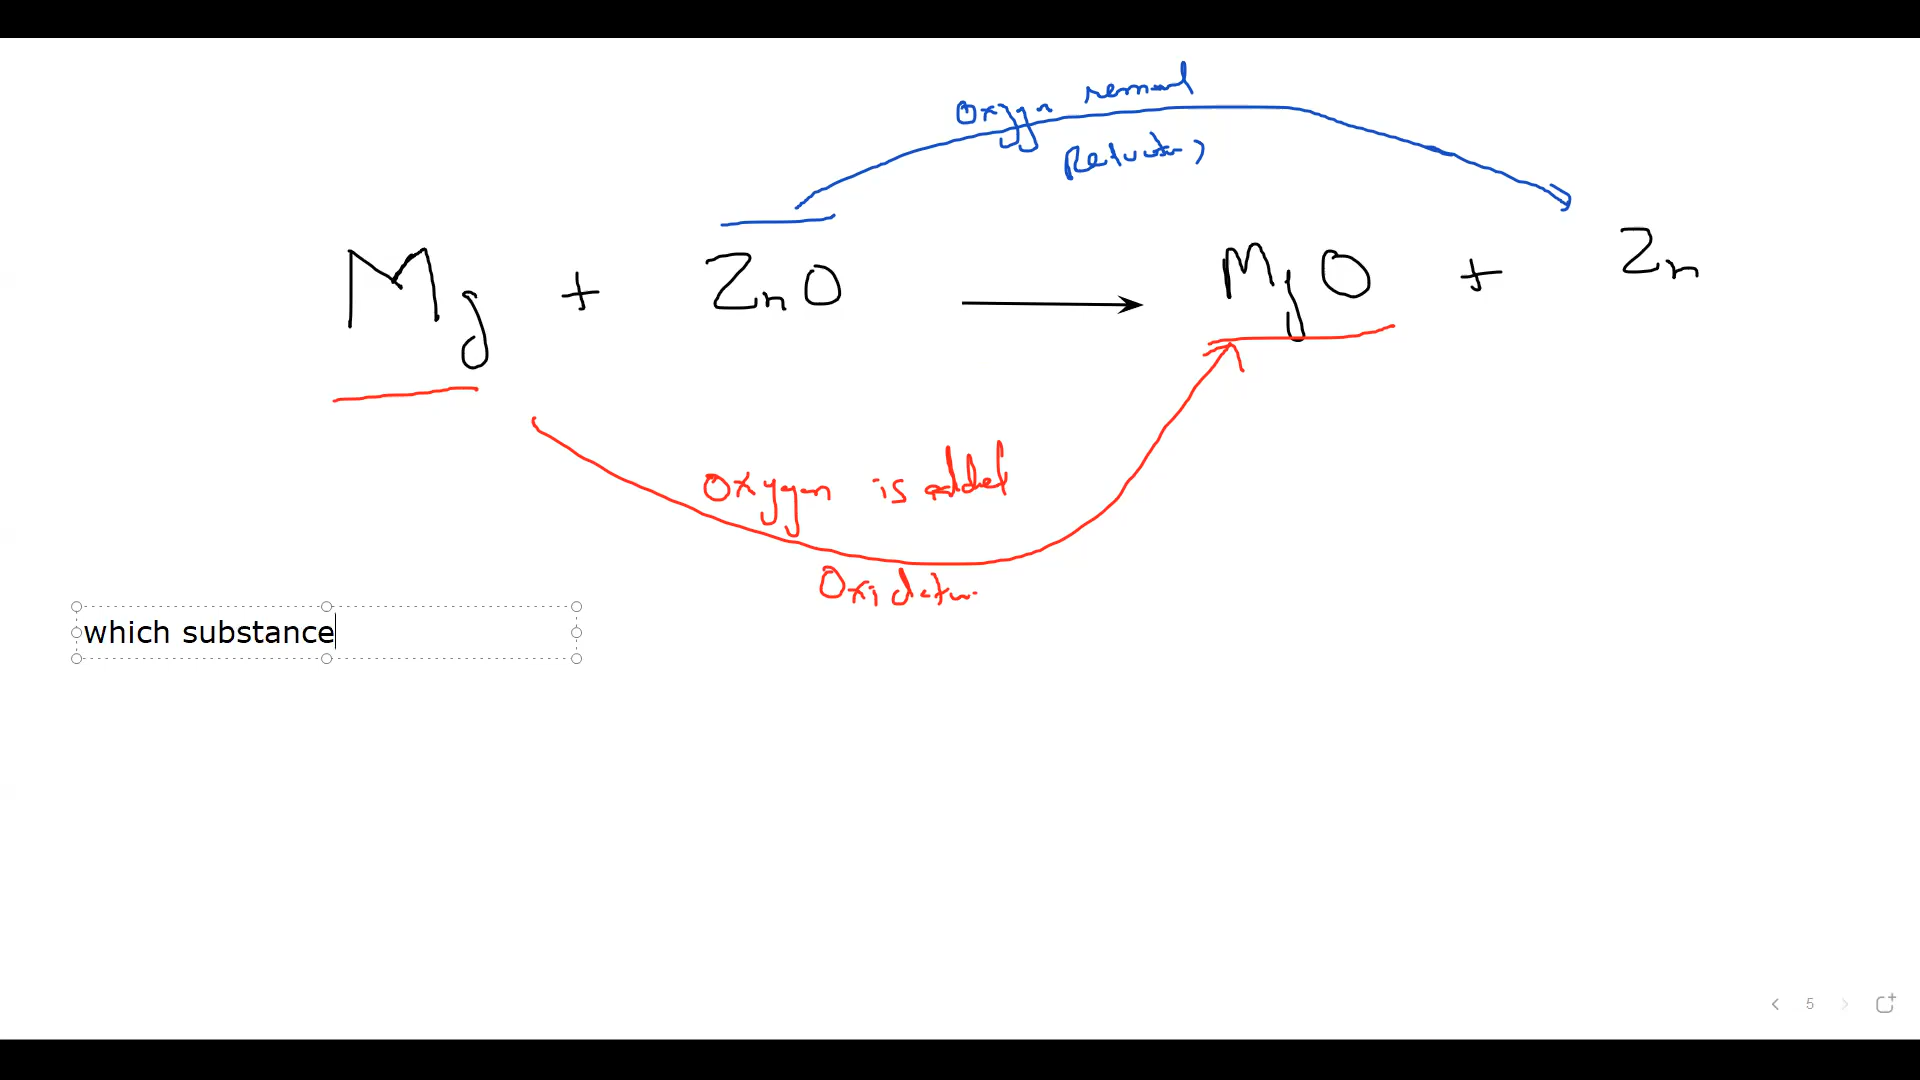 Oxygen removed
Reduction
Mg + ZnO → MgO + Zn
Oxygen is added
Oxidation
which substance
5